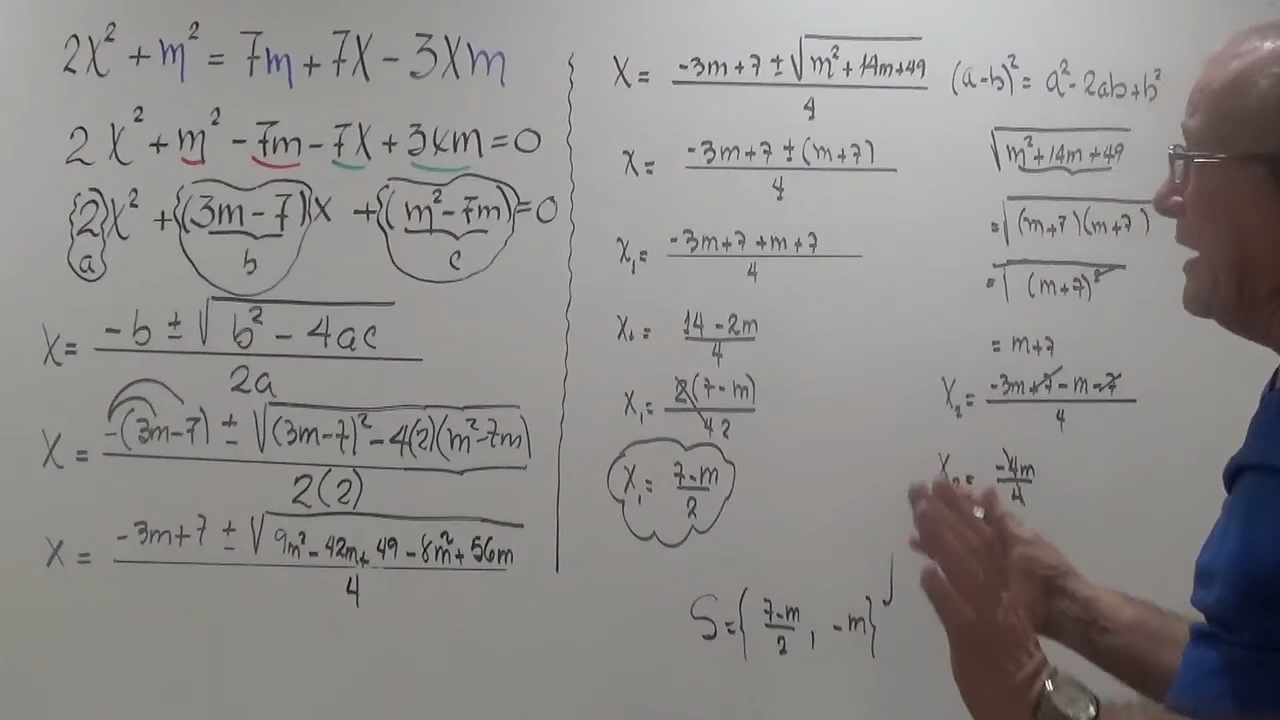 2X² + m² = 7m + 7X - 3Xm
2X² + m² - 7m - 7X + 3xm = 0
{2}X² + {(3m - 7)}X + {(m² - 7m)} = 0
a b c
X = (-b ± √(b² - 4ac)) / 2a
X = (-(3m-7) ± √((3m-7)² - 4(2)(m²-7m))) / 2(2)
X = (-3m+7 ± √(9m² - 42m + 49 - 8m² + 56m)) / 4
X = (-3m+7 ± √(m²+14m+49)) / 4
X = (-3m+7 ± (m+7)) / 4
X₁ = (-3m+7+m+7) / 4
X₁ = (14-2m) / 4
X₁ = 2(7-m) / 4 2
X₁ = (7-m) / 2
(a-b)² = a² - 2ab + b²
√(m²+14m+49)
= √((m+7)(m+7))
= √((m+7)²)
= m+7
X₂ = (-3m+7-m-7) / 4
X₂ = -4m / 4
S = { (7-m)/2, -m }